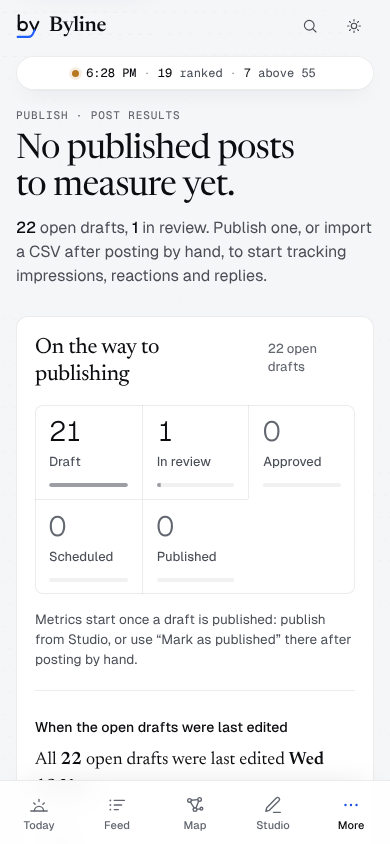 by Byline
6:28 PM · 19 ranked · 7 above 55
PUBLISH · POST RESULTS
No published posts
to measure yet.
22 open drafts, 1 in review. Publish one, or import
a CSV after posting by hand, to start tracking
impressions, reactions and replies.
On the way to
publishing
22 open
drafts
21
Draft
1
In review
0
Approved
0
Scheduled
0
Published
Metrics start once a draft is published: publish
from Studio, or use “Mark as published” there after
posting by hand.
When the open drafts were last edited
All 22 open drafts were last edited Wed
Today
Feed
Map
Studio
More